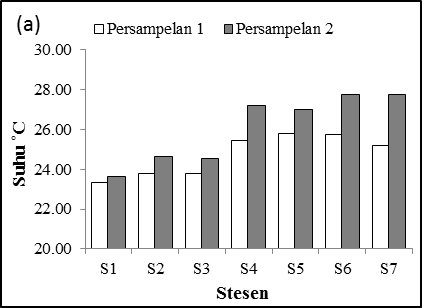 (a)
Persampelan 1 Persampelan 2
30.00
28.00
26.00
24.00
22.00
20.00
Suhu °C
S1 S2 S3 S4 S5 S6 S7
Stesen